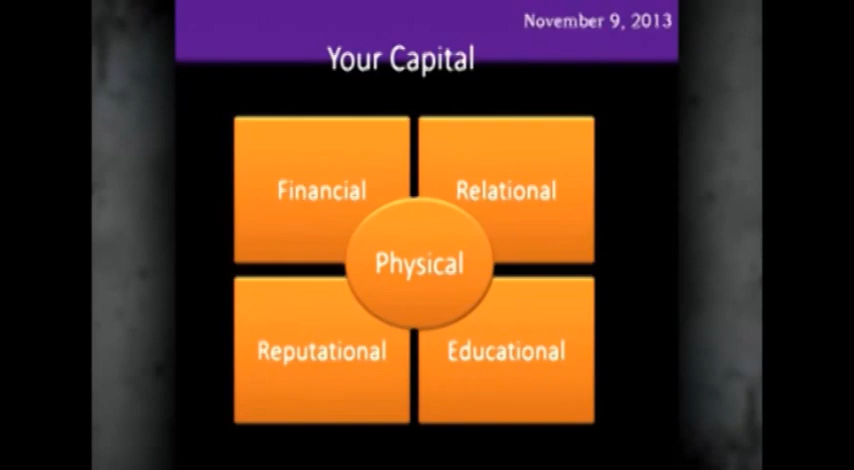 November 9, 2013
Your Capital
Financial
Relational
Physical
Reputational
Educational